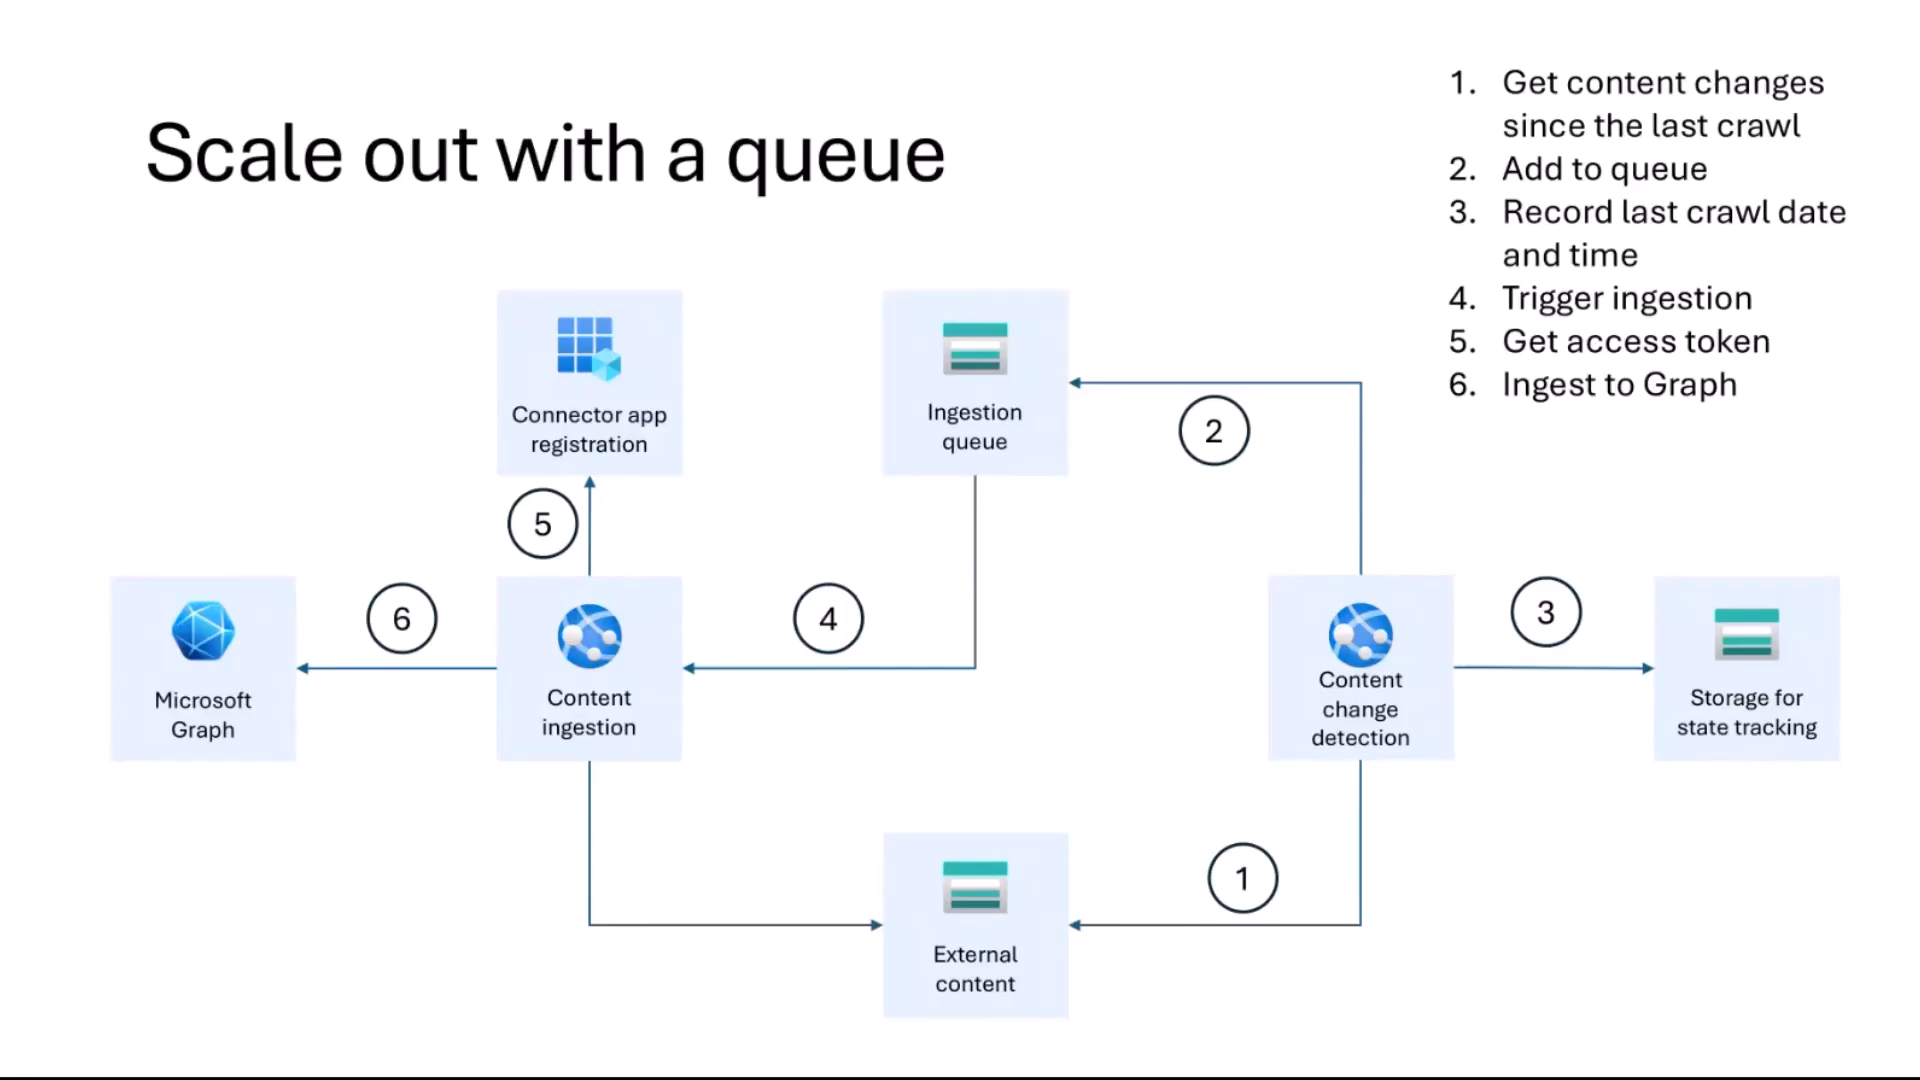 Scale out with a queue
1. Get content changes
since the last crawl
2. Add to queue
3. Record last crawl date
and time
4. Trigger ingestion
5. Get access token
6. Ingest to Graph
Connector app
registration
Ingestion
queue
2
5
6
4
3
Microsoft
Graph
Content
ingestion
Content
change
detection
Storage for
state tracking
1
External
content